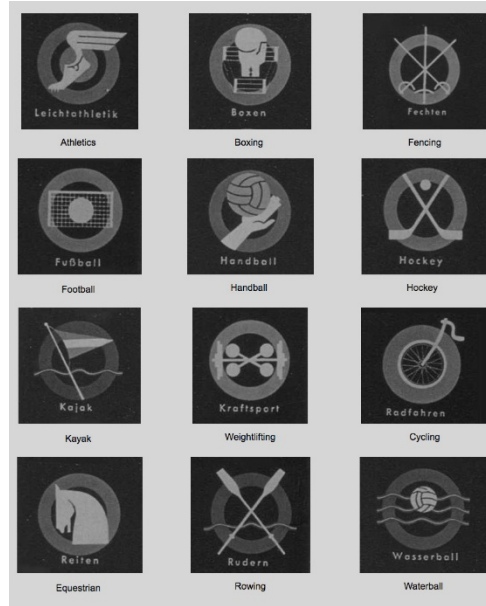 Leichtathletik
Boxen
Fechten
Athletics
Boxing
Fencing
Fußball
Handball
Hockey
Football
Handball
Hockey
Kajak
Kraftsport
Radfahren
Kayak
Weightlifting
Cycling
Reiten
Rudern
Wasserball
Equestrian
Rowing
Waterball